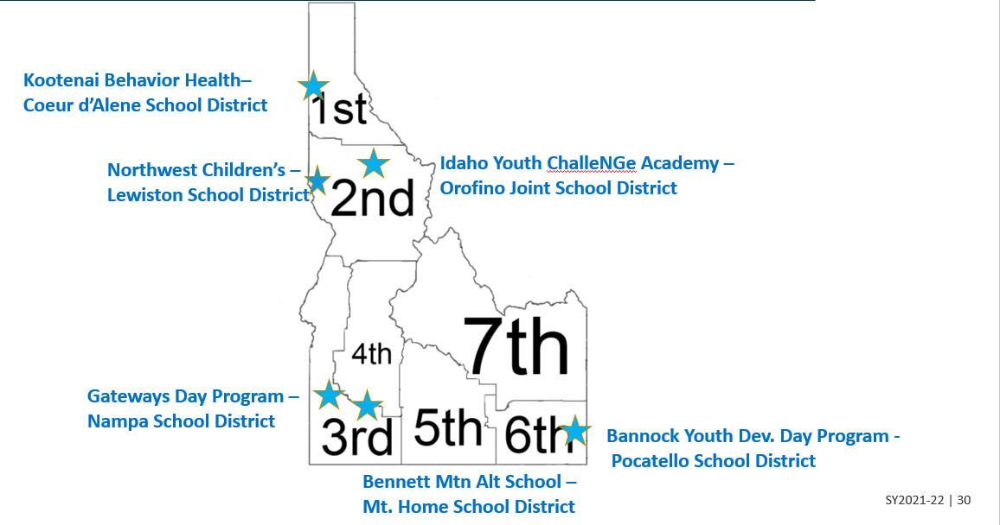 Kootenai Behavior Health–
Coeur d’Alene School District
1st
Northwest Children’s –
Lewiston School District
Idaho Youth ChalleNGe Academy –
Orofino Joint School District
2nd
7th
4th
Gateways Day Program –
Nampa School District
3rd
5th
6th
Bannock Youth Dev. Day Program -
Pocatello School District
Bennett Mtn Alt School –
Mt. Home School District
SY2021-22 | 30